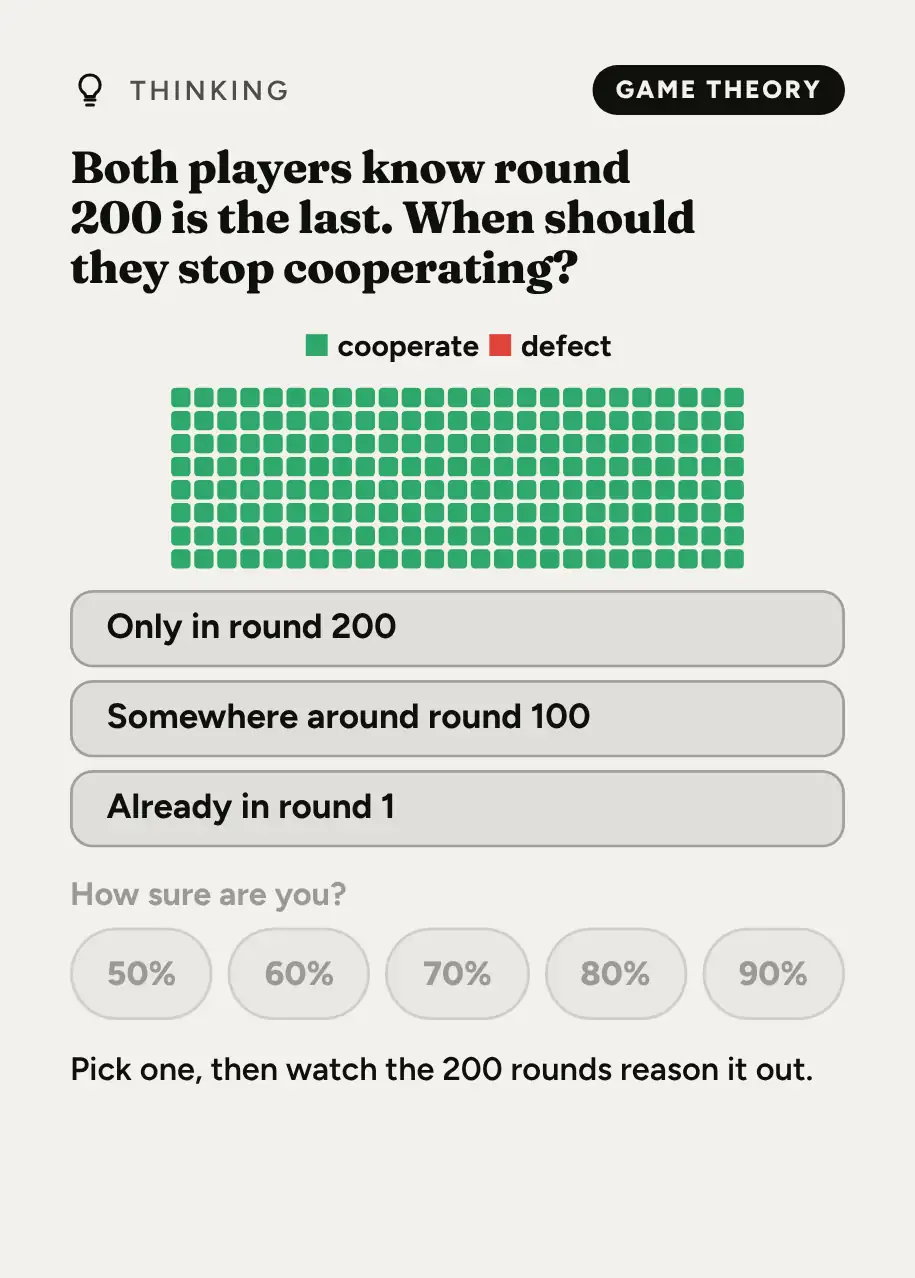 THINKING
GAME THEORY
Both players know round
200 is the last. When should
they stop cooperating?
cooperate defect
Only in round 200
Somewhere around round 100
Already in round 1
How sure are you?
50% 60% 70% 80% 90%
Pick one, then watch the 200 rounds reason it out.